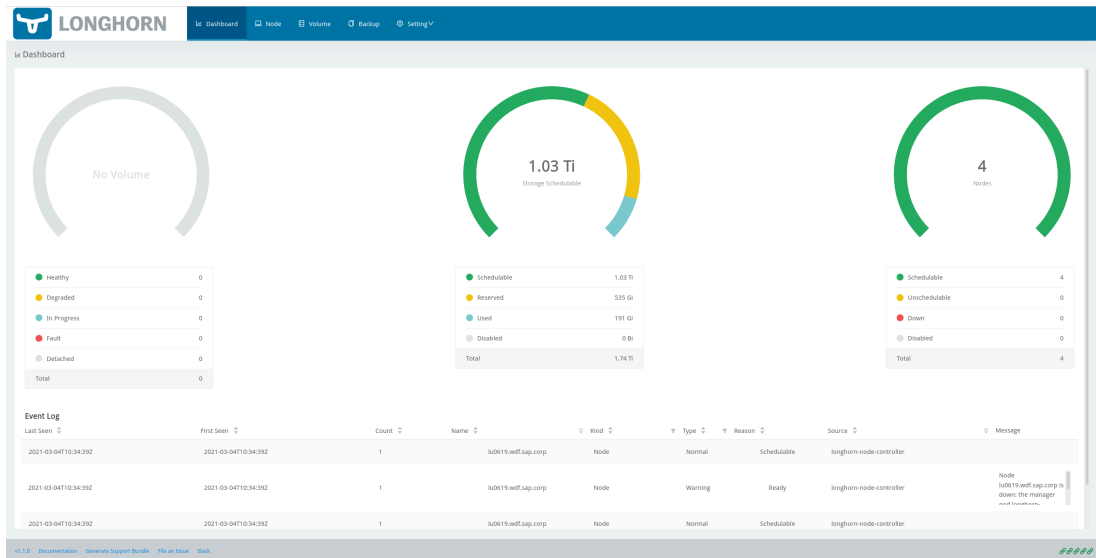 LONGHORN
Dashboard Node Volume Backup Setting
Dashboard
No Volume
1.03 Ti
Storage Schedulable
4
Nodes
Healthy 0
Degraded 0
In Progress 0
Fault 0
Detached 0
Total 0
Schedulable 1.03 Ti
Reserved 535 Gi
Used 191 Gi
Disabled 0 Bi
Total 1.74 Ti
Schedulable 4
Unschedulable 0
Down 0
Disabled 0
Total 4
Event Log
Last Seen First Seen Count Name Kind Type Reason Source Message
2021-03-04T10:34:39Z 2021-03-04T10:34:39Z 1 lu0619.wdf.sap.corp Node Normal Schedulable longhorn-node-controller
2021-03-04T10:34:39Z 2021-03-04T10:34:39Z 1 lu0619.wdf.sap.corp Node Warning Ready longhorn-node-controller
Node
lu0619.wdf.sap.corp is
down: the manager
pod longhorn-
2021-03-04T10:34:39Z 2021-03-04T10:34:39Z 1 lu0619.wdf.sap.corp Node Normal Schedulable longhorn-node-controller
v1.1.0 Documentation Generate Support Bundle File an Issue Slack